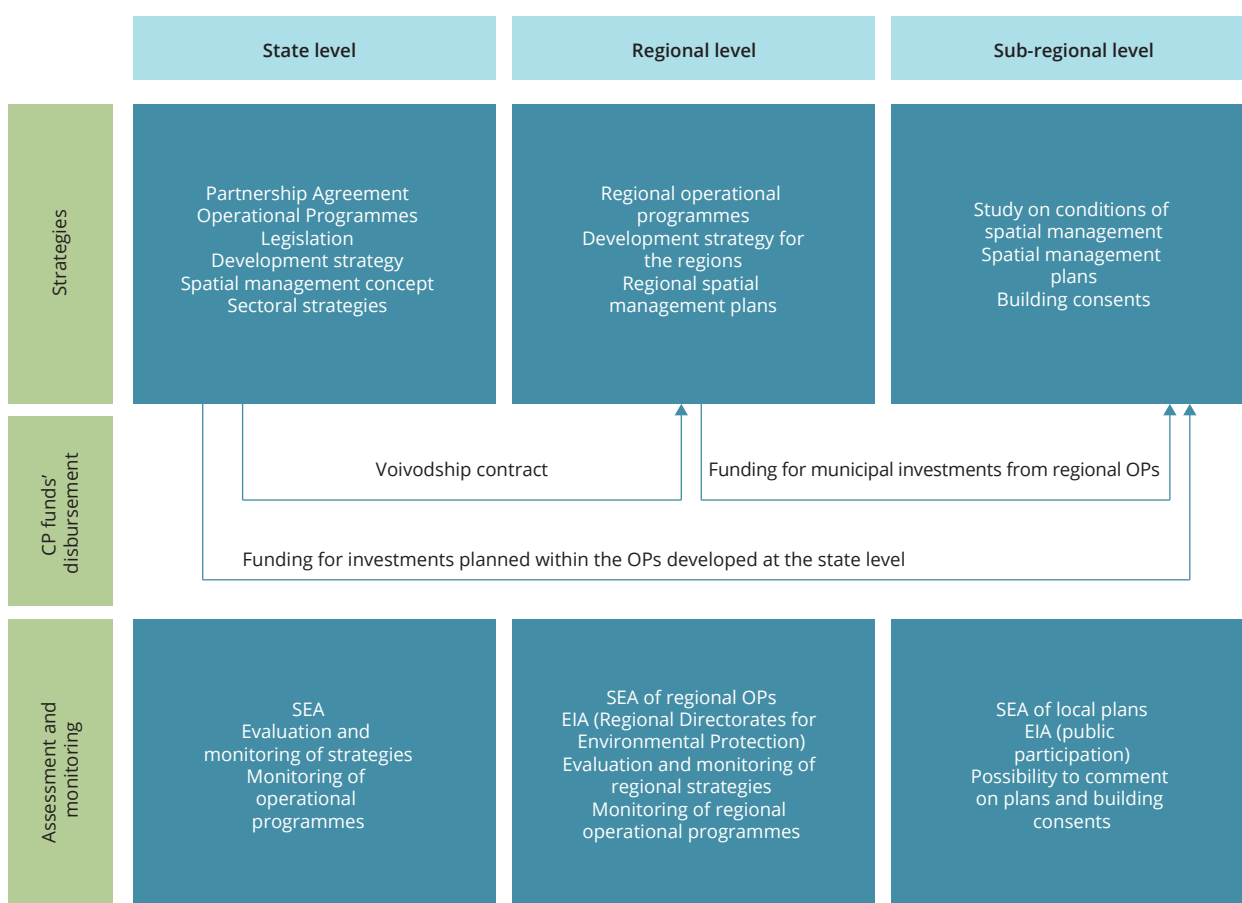 State level
Regional level
Sub-regional level
Strategies
Partnership Agreement
Operational Programmes
Legislation
Development strategy
Spatial management concept
Sectoral strategies
Regional operational
programmes
Development strategy for
the regions
Regional spatial
management plans
Study on conditions of
spatial management
Spatial management
plans
Building consents
CP funds’
disbursement
Voivodship contract
Funding for municipal investments from regional OPs
Funding for investments planned within the OPs developed at the state level
Assessment and
monitoring
SEA
Evaluation and
monitoring of strategies
Monitoring of
operational
programmes
SEA of regional OPs
EIA (Regional Directorates for
Environmental Protection)
Evaluation and monitoring of
regional strategies
Monitoring of regional
operational programmes
SEA of local plans
EIA (public
participation)
Possibility to comment
on plans and building
consents